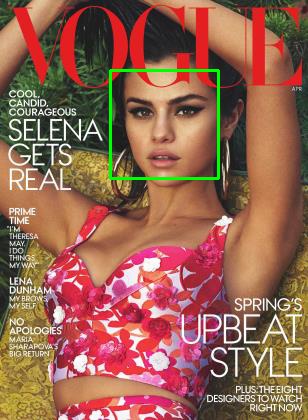 VOGUE
APR
COOL,
CANDID,
COURAGEOUS
SELENA
GETS
REAL
PRIME
TIME
"I'M
THERESA
MAY.
I DO
THINGS
MY WAY"
LENA
DUNHAM
MY BROWS,
MY SELF
NO
APOLOGIES
MARIA
SHARAPOVA'S
BIG RETURN
SPRING'S
UPBEAT
STYLE
PLUS: THE EIGHT
DESIGNERS TO WATCH
RIGHT NOW